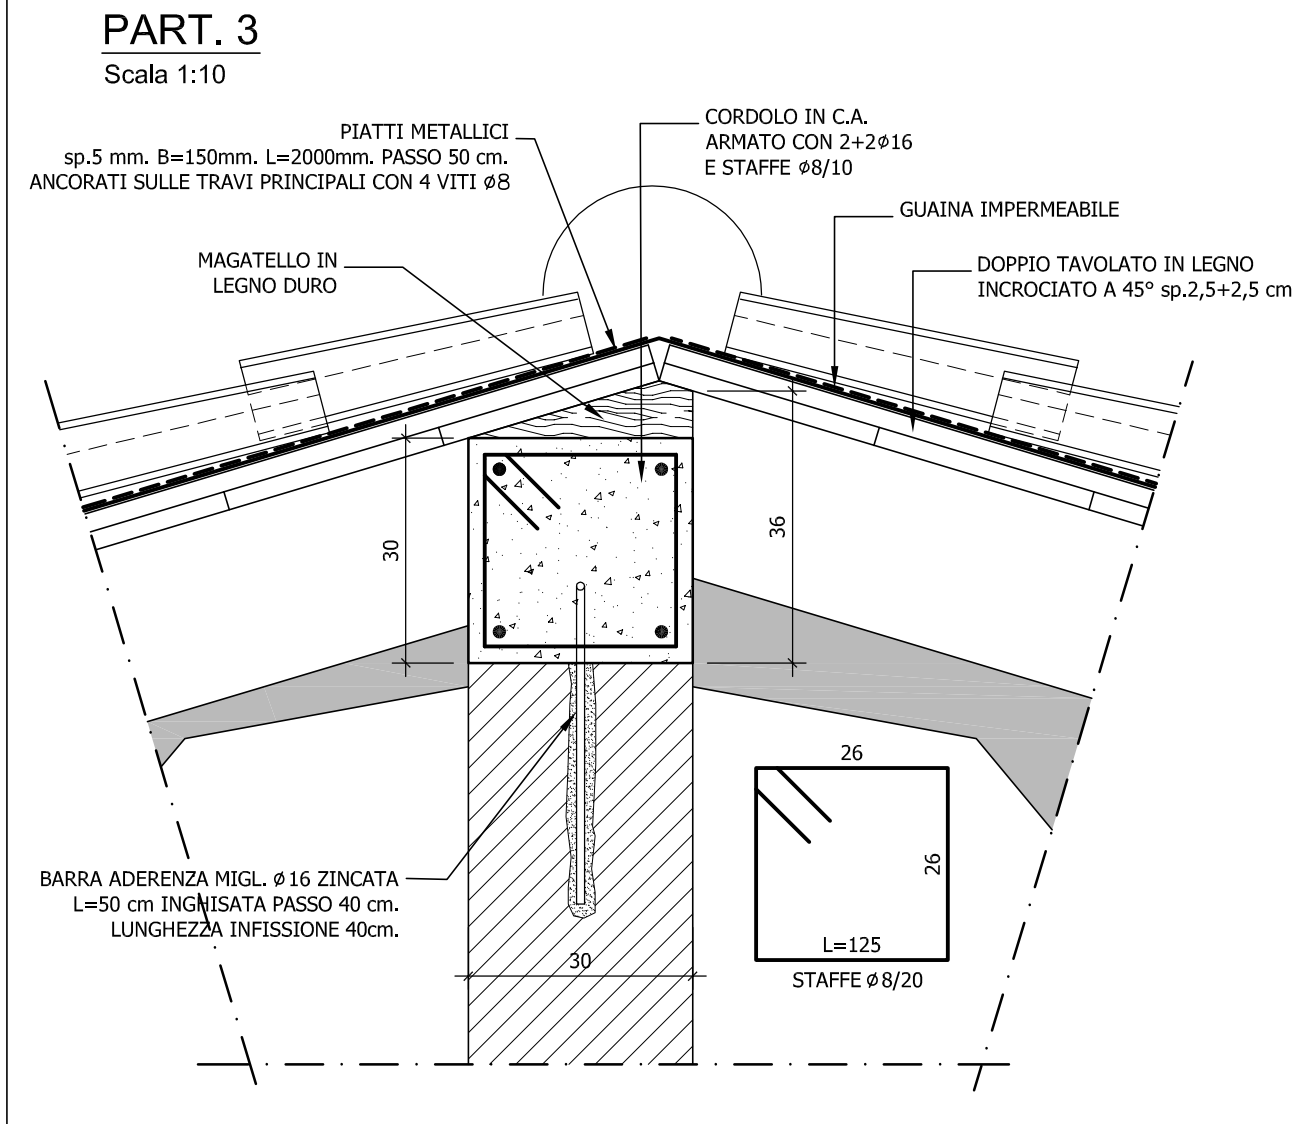 PART. 3
Scala 1:10
PIATTI METALLICI
sp.5 mm. B=150mm. L=2000mm. PASSO 50 cm.
ANCORATI SULLE TRAVI PRINCIPALI CON 4 VITI ø8
CORDOLO IN C.A.
ARMATO CON 2+2ø16
E STAFFE ø8/10
GUAINA IMPERMEABILE
MAGATELLO IN
LEGNO DURO
DOPPIO TAVOLATO IN LEGNO
INCROCIATO A 45° sp.2,5+2,5 cm
30
36
26
26
L=125
STAFFE ø8/20
BARRA ADERENZA MIGL. ø16 ZINCATA
L=50 cm INGHISATA PASSO 40 cm.
LUNGHEZZA INFISSIONE 40cm.
30